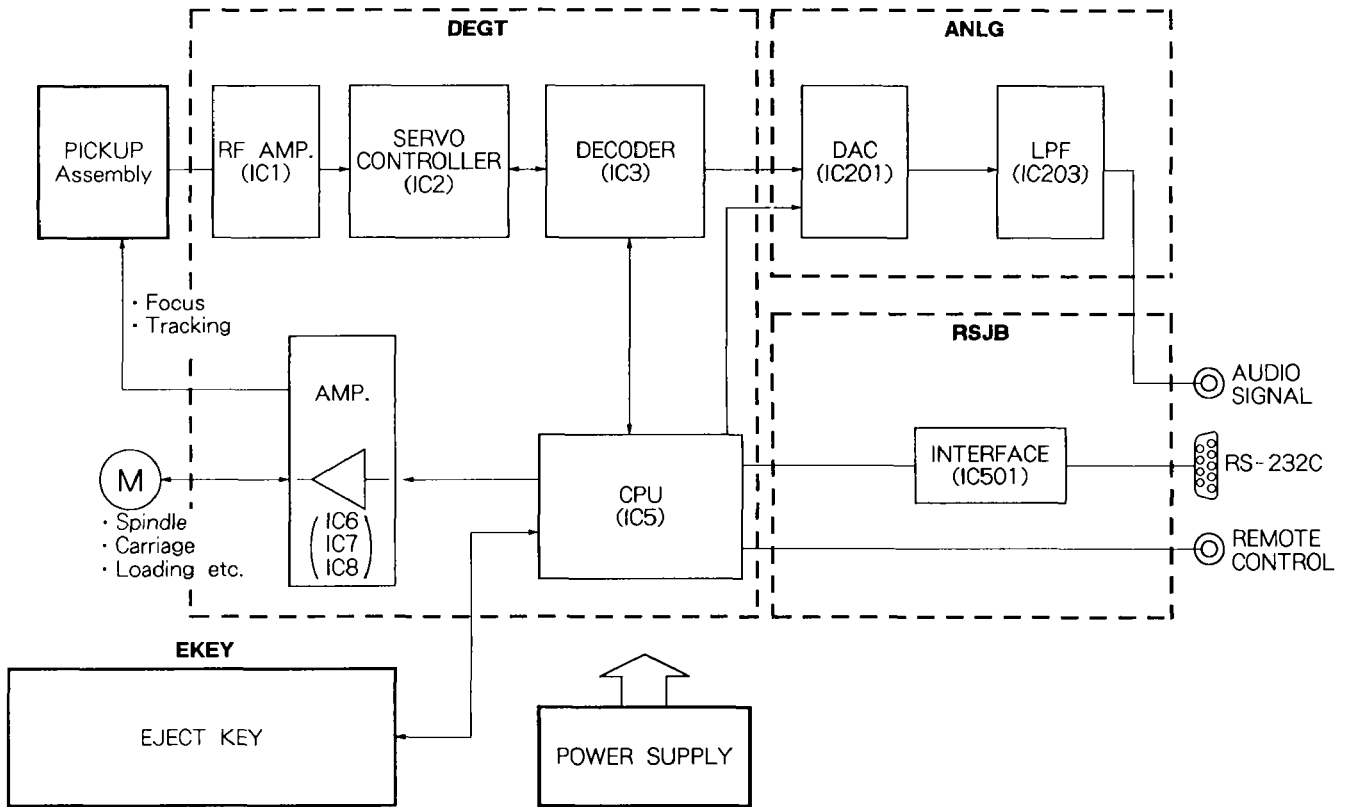 DEGT
ANLG
PICKUP
Assembly
RF AMP.
(IC1)
SERVO
CONTROLLER
(IC2)
DECODER
(IC3)
DAC
(IC201)
LPF
(IC203)
· Focus
· Tracking
RSJB
AMP.
IC6
IC7
IC8
M
· Spindle
· Carriage
· Loading etc.
CPU
(IC5)
INTERFACE
(IC501)
AUDIO
SIGNAL
RS-232C
REMOTE
CONTROL
EKEY
EJECT KEY
POWER SUPPLY